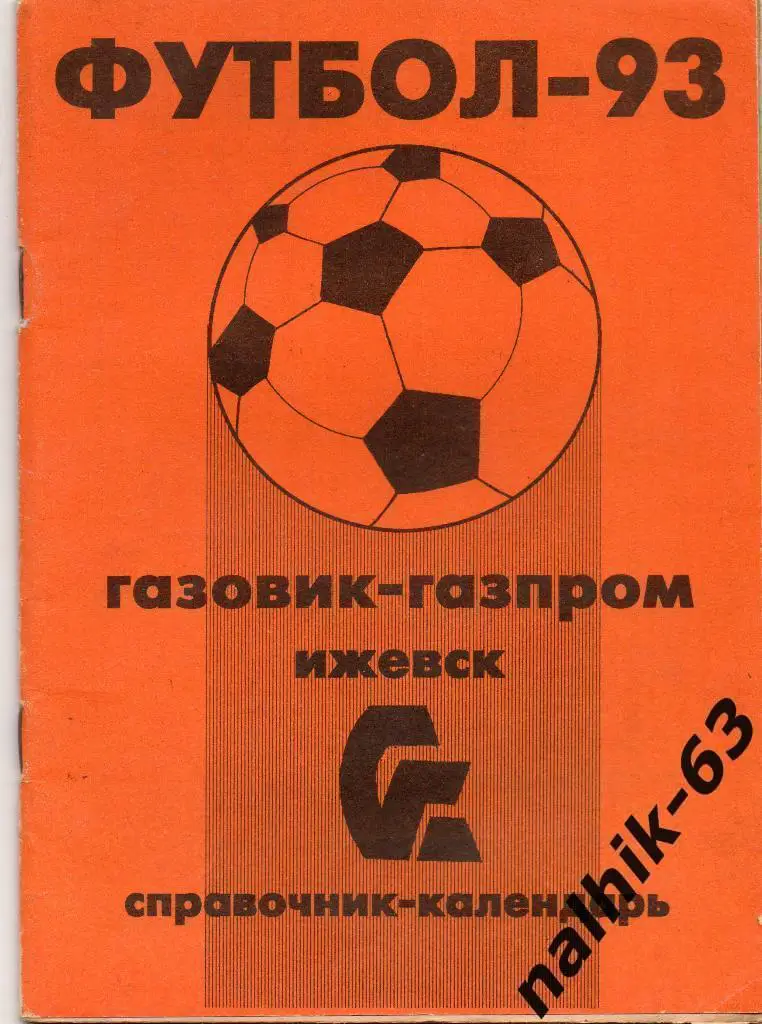 ФУТБОЛ-93
газовик-газпром
ижевск
справочник-календарь
nalhik-63